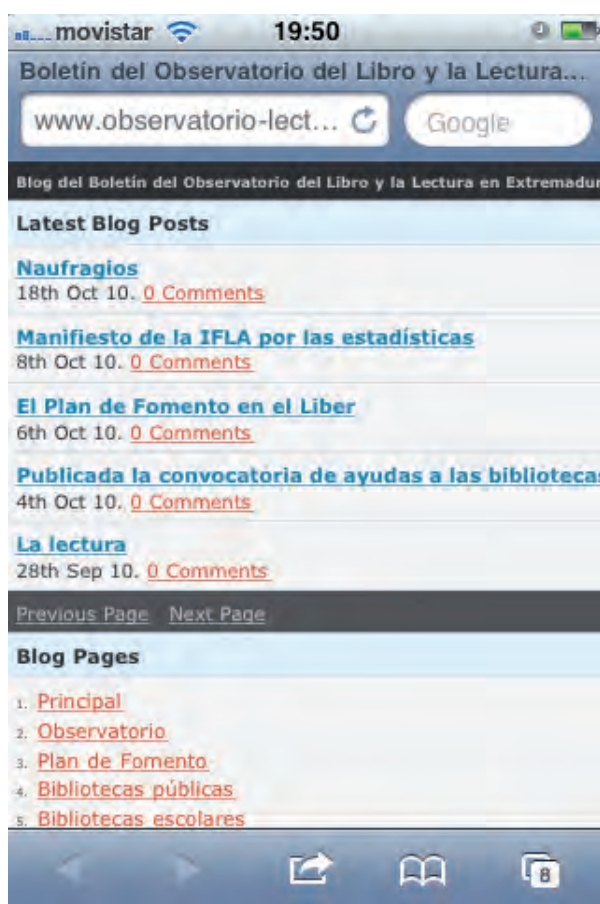 movistar 19:50
Boletín del Observatorio del Libro y la Lectura...
www.observatorio-lect... Google
Blog del Boletín del Observatorio del Libro y la Lectura en Extremadur
Latest Blog Posts
Naufragios
18th Oct 10. 0 Comments
Manifiesto de la IFLA por las estadísticas
8th Oct 10. 0 Comments
El Plan de Fomento en el Liber
6th Oct 10. 0 Comments
Publicada la convocatoria de ayudas a las bibliotecas
4th Oct 10. 0 Comments
La lectura
28th Sep 10. 0 Comments
Previous Page Next Page
Blog Pages
1. Principal
2. Observatorio
3. Plan de Fomento
4. Bibliotecas públicas
5. Bibliotecas escolares
8